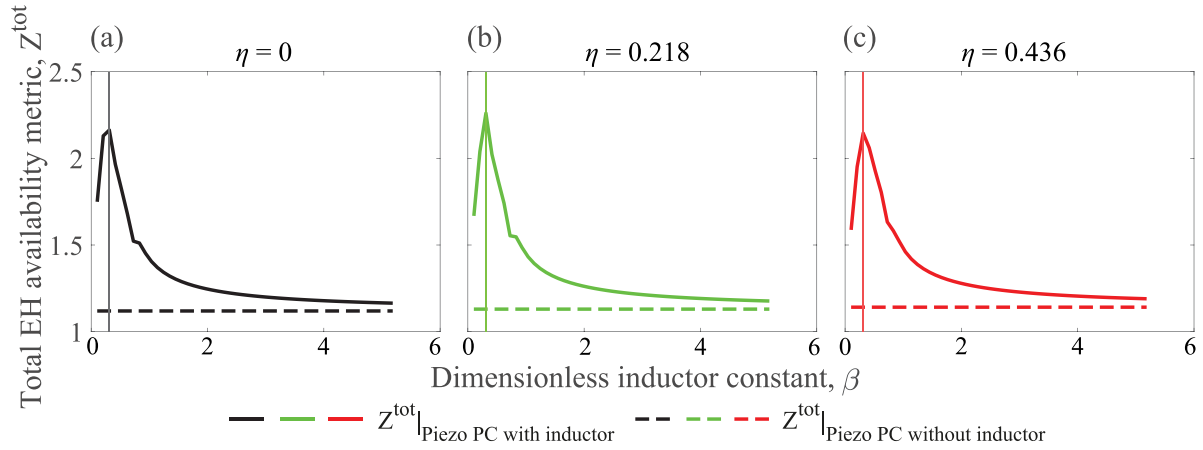 Total EH availability metric, Z^tot
(a)
η = 0
(b)
η = 0.218
(c)
η = 0.436
2.5
2
1.5
1
0 2 4 6
0 2 4 6
0 2 4 6
Dimensionless inductor constant, β
Z^tot|Piezo PC with inductor
Z^tot|Piezo PC without inductor